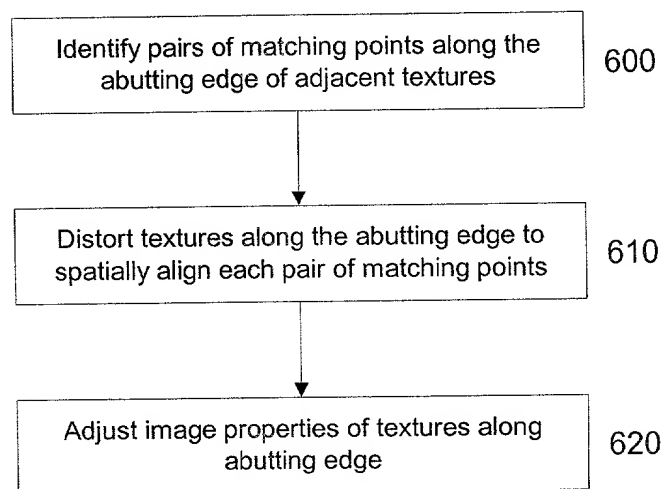 Identify pairs of matching points along the
abutting edge of adjacent textures
600
Distort textures along the abutting edge to
spatially align each pair of matching points
610
Adjust image properties of textures along
abutting edge
620